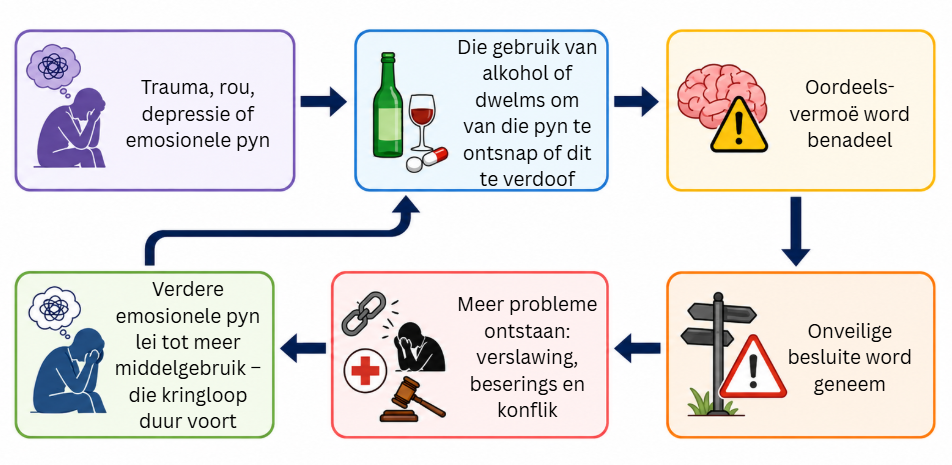 Trauma, rou,
depressie of
emosionele pyn
Die gebruik van
alkohol of
dwelms om
van die pyn te
ontsnap of dit
te verdoof
Oordeels-
vermoë word
benadeel
Onveilige
besluite word
geneem
Meer probleme
ontstaan:
verslawing,
beserings en
konflik
Verdere
emosionele pyn
lei tot meer
middelgebruik –
die kringloop
duur voort